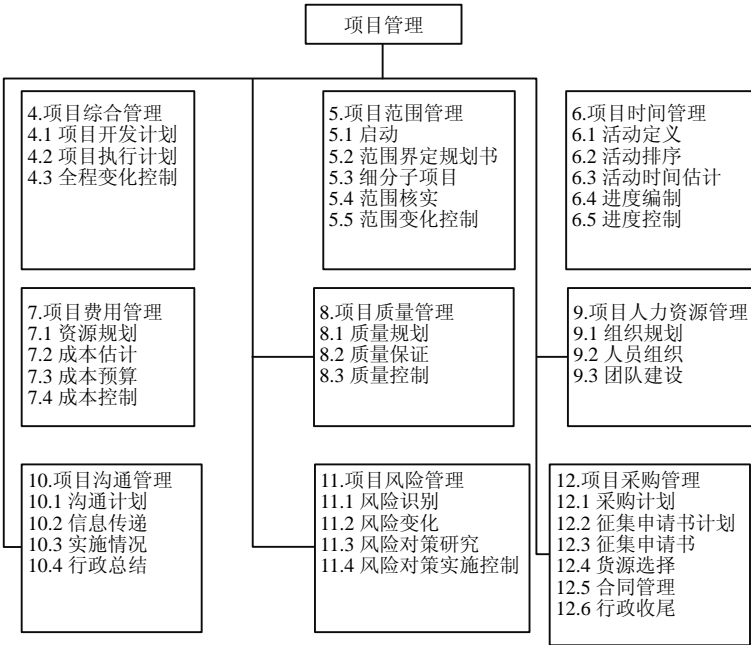 项目管理
4.项目综合管理
4.1 项目开发计划
4.2 项目执行计划
4.3 全程变化控制
5.项目范围管理
5.1 启动
5.2 范围界定规划书
5.3 细分子项目
5.4 范围核实
5.5 范围变化控制
6.项目时间管理
6.1 活动定义
6.2 活动排序
6.3 活动时间估计
6.4 进度编制
6.5 进度控制
7.项目费用管理
7.1 资源规划
7.2 成本估计
7.3 成本预算
7.4 成本控制
8.项目质量管理
8.1 质量规划
8.2 质量保证
8.3 质量控制
9.项目人力资源管理
9.1 组织规划
9.2 人员组织
9.3 团队建设
10.项目沟通管理
10.1 沟通计划
10.2 信息传递
10.3 实施情况
10.4 行政总结
11.项目风险管理
11.1 风险识别
11.2 风险变化
11.3 风险对策研究
11.4 风险对策实施控制
12.项目采购管理
12.1 采购计划
12.2 征集申请书计划
12.3 征集申请书
12.4 货源选择
12.5 合同管理
12.6 行政收尾